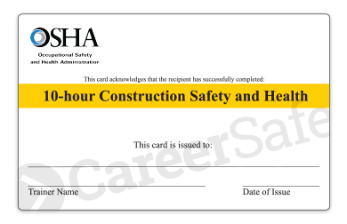 OSHA
Occupational Safety
and Health Administration
This card acknowledges that the recipient has successfully completed:
10-hour Construction Safety and Health
This card is issued to:
CareerSafe
Trainer Name Date of Issue